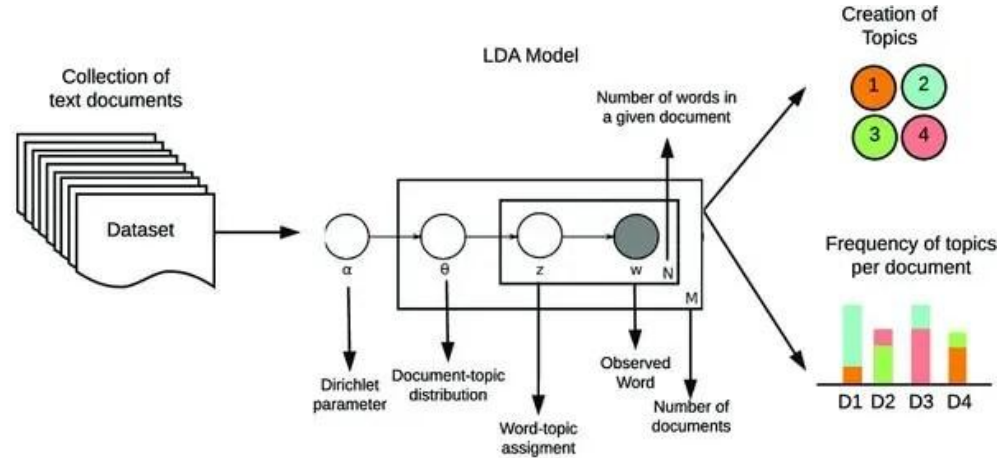 Collection of
text documents
Dataset
LDA Model
Number of words in
a given document
α
θ
z
w
N
M
Dirichlet
parameter
Document-topic
distribution
Word-topic
assigment
Observed
Word
Number of
documents
Creation of
Topics
1
2
3
4
Frequency of topics
per document
D1 D2 D3 D4